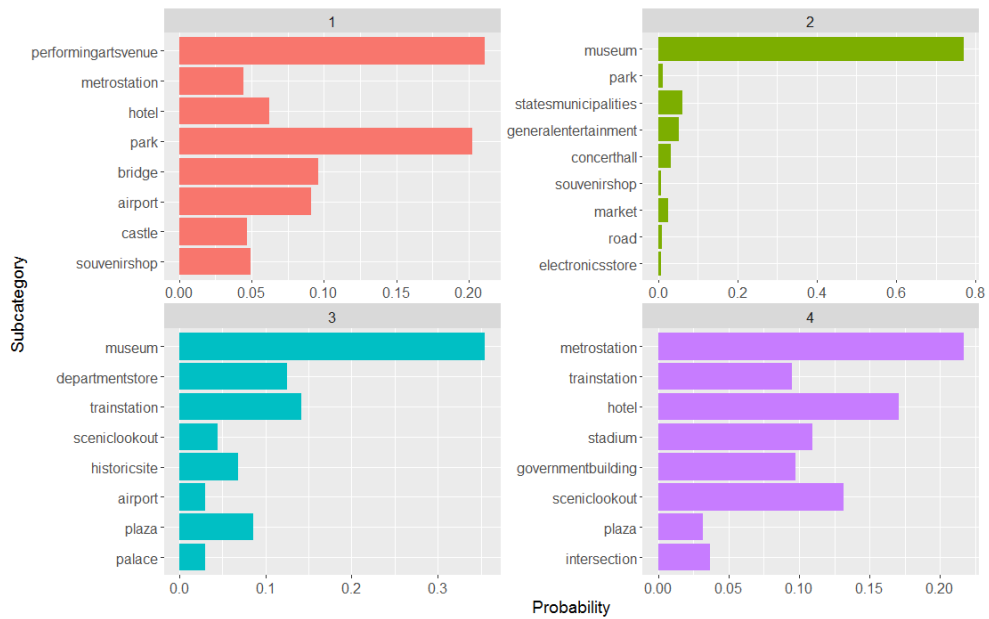 1
performingartsvenue
metrostation
hotel
park
bridge
airport
castle
souvenirshop
0.00 0.05 0.10 0.15 0.20
2
museum
park
statesmunicipalities
generalentertainment
concerthall
souvenirshop
market
road
electronicsstore
0.0 0.2 0.4 0.6 0.8
Subcategory
3
museum
departmentstore
trainstation
sceniclookout
historicsite
airport
plaza
palace
0.0 0.1 0.2 0.3
4
metrostation
trainstation
hotel
stadium
governmentbuilding
sceniclookout
plaza
intersection
0.00 0.05 0.10 0.15 0.20
Probability